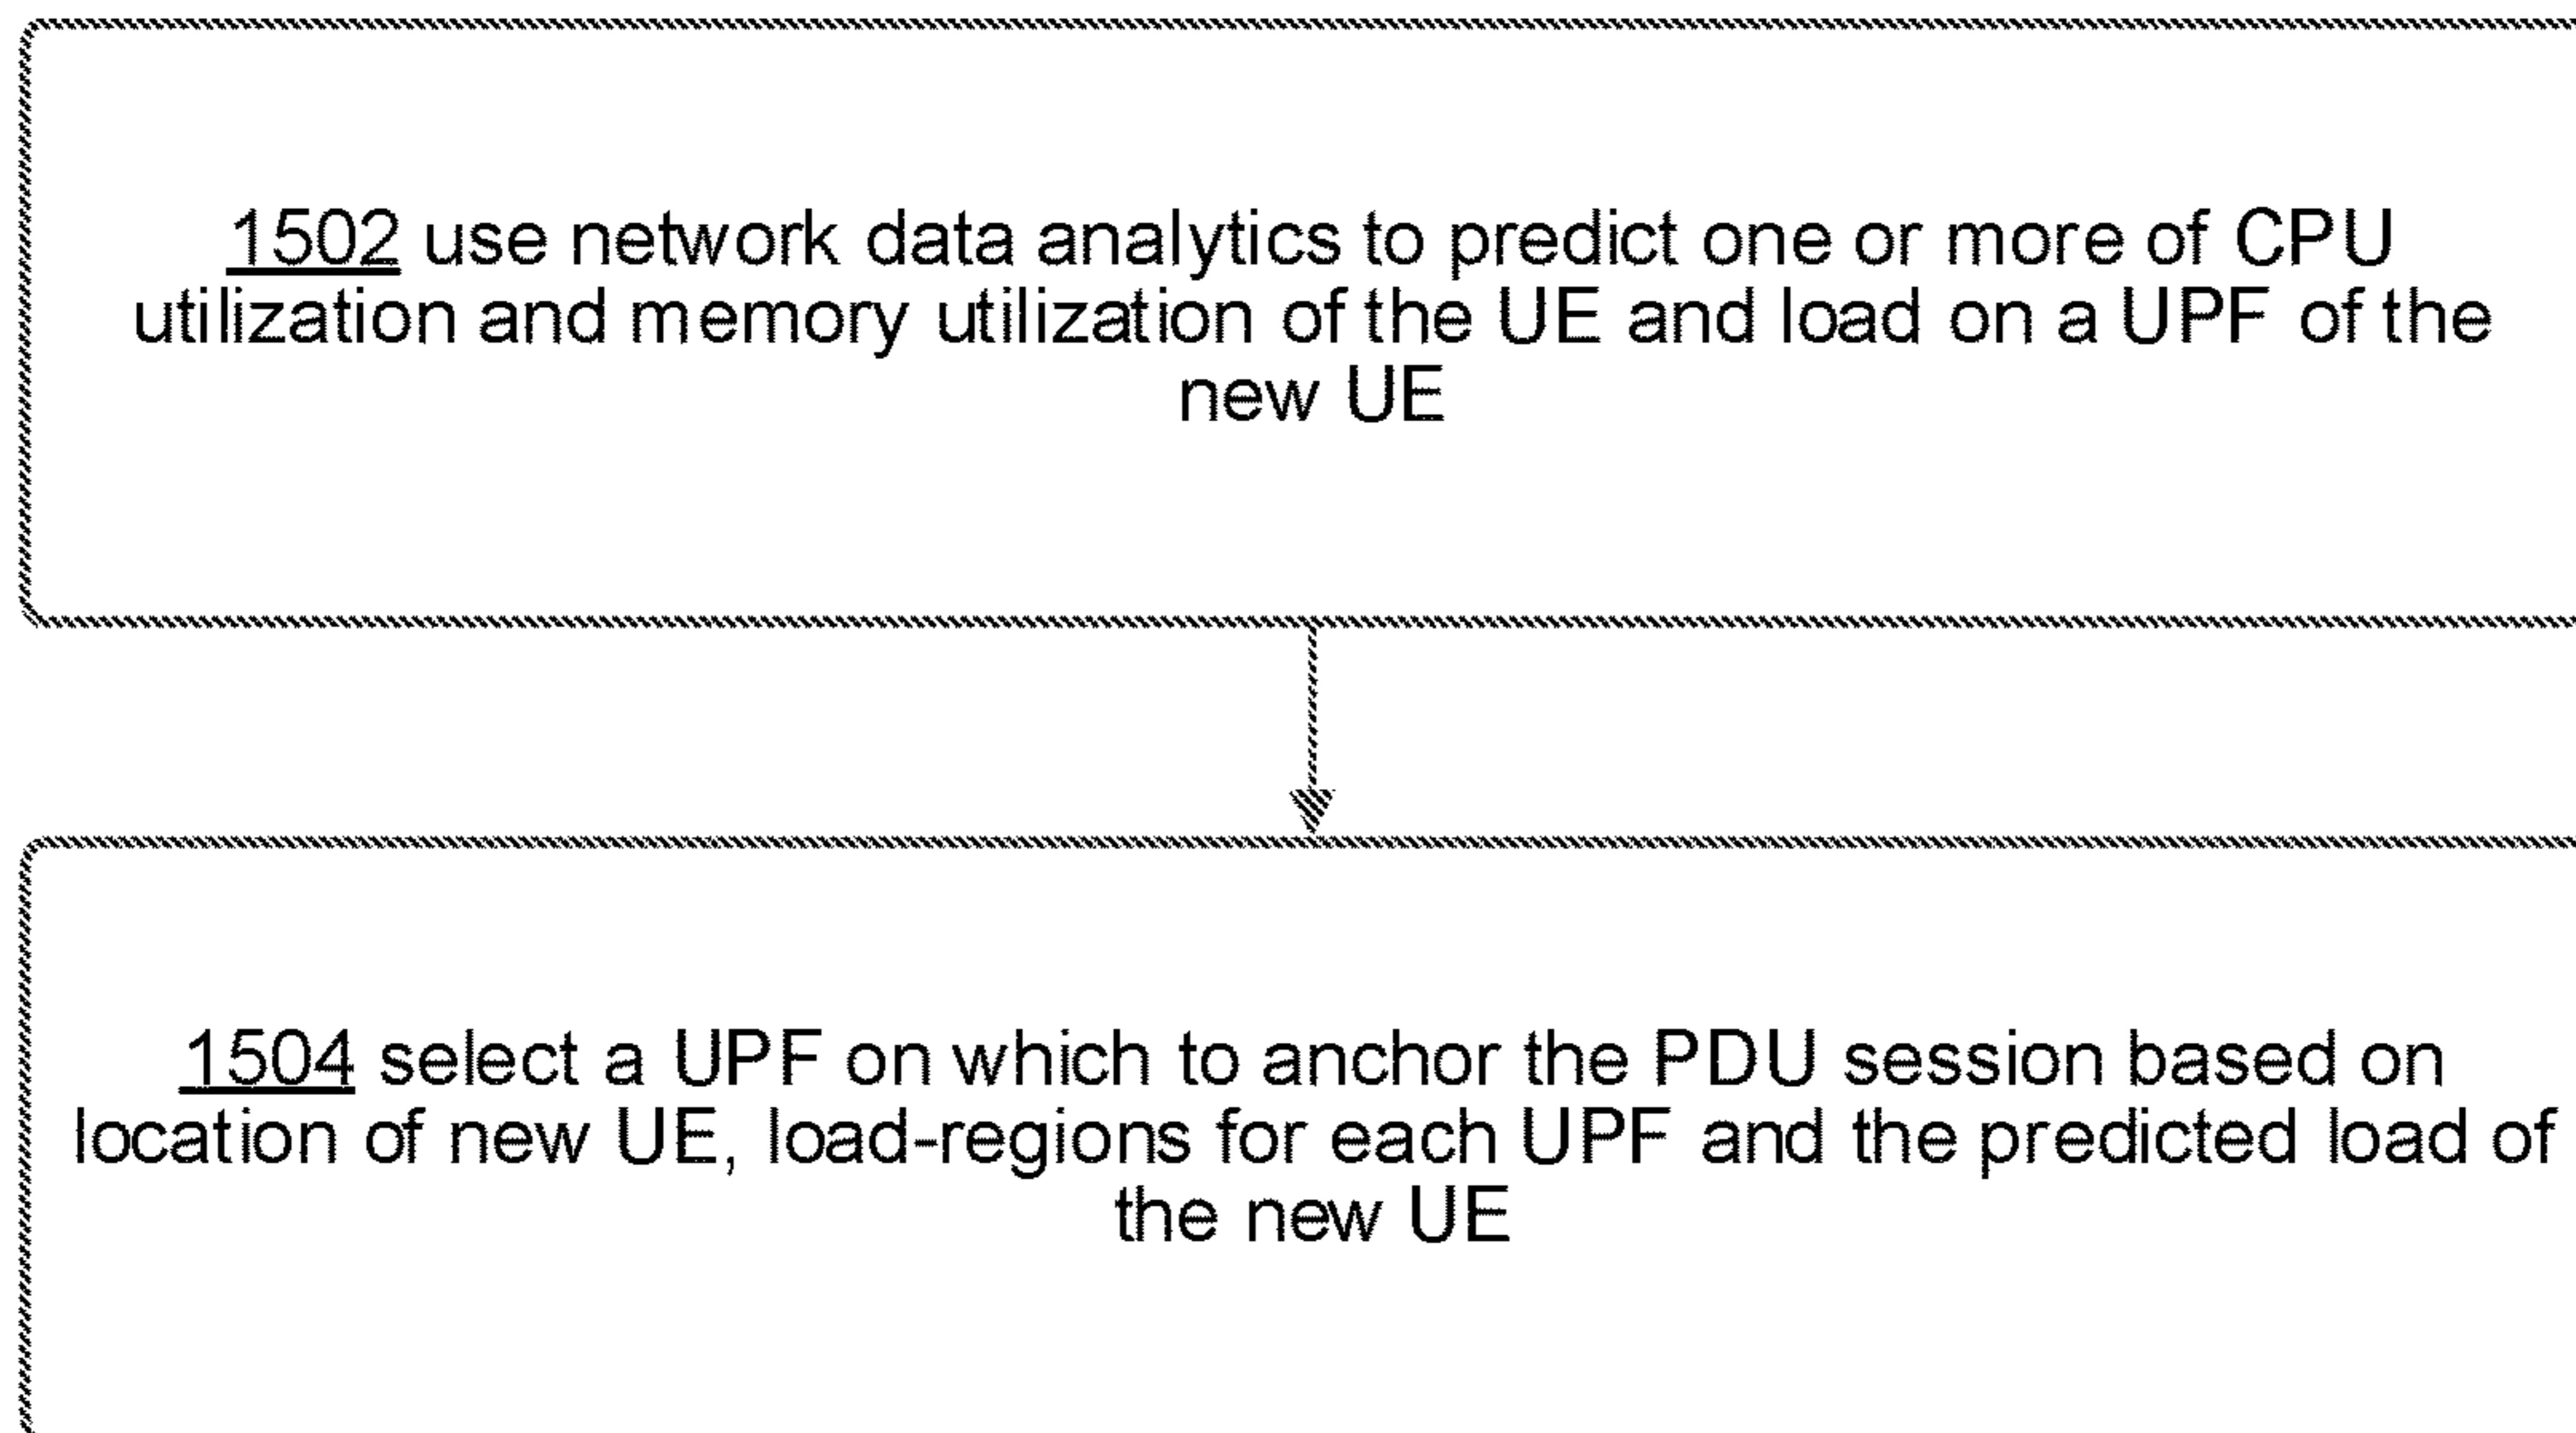 1502 use network data analytics to predict one or more of CPU
utilization and memory utilization of the UE and load on a UPF of the
new UE
1504 select a UPF on which to anchor the PDU session based on
location of new UE, load-regions for each UPF and the predicted load of
the new UE